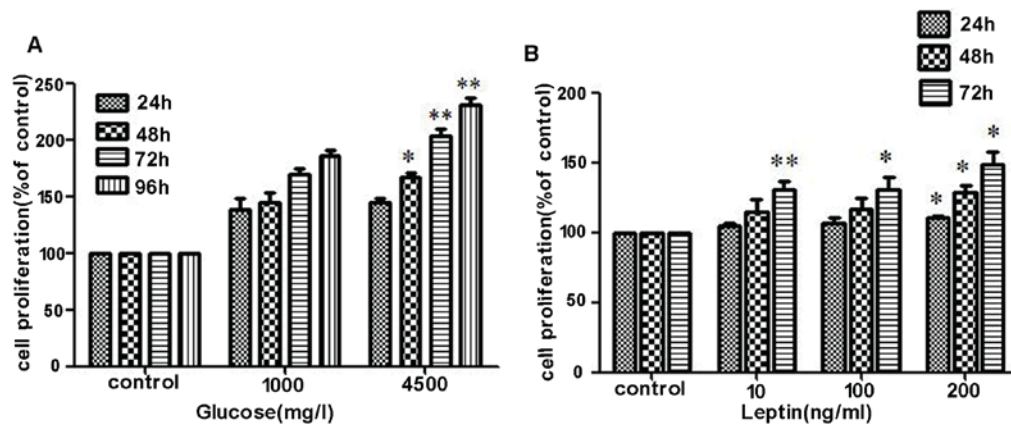 A
cell proliferation(%of control)
250
200
150
100
50
0
24h
48h
72h
96h
*
**
**
control
1000
4500
Glucose(mg/l)
B
24h
48h
72h
cell proliferation(%of control)
200
150
100
50
0
**
*
*
*
*
control
10
100
200
Leptin(ng/ml)